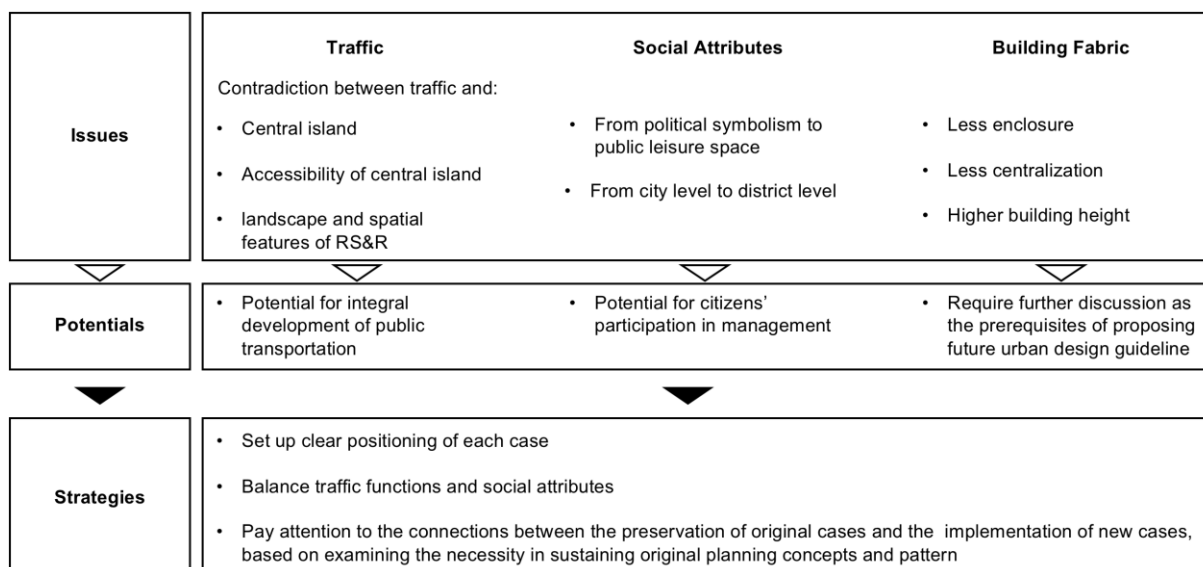 Issues
Traffic
Contradiction between traffic and:
• Central island
• Accessibility of central island
• landscape and spatial
features of RS&R
Social Attributes
• From political symbolism to
public leisure space
• From city level to district level
Building Fabric
• Less enclosure
• Less centralization
• Higher building height
Potentials
• Potential for integral
development of public
transportation
• Potential for citizens’
participation in management
• Require further discussion as
the prerequisites of proposing
future urban design guideline
Strategies
• Set up clear positioning of each case
• Balance traffic functions and social attributes
• Pay attention to the connections between the preservation of original cases and the implementation of new cases,
based on examining the necessity in sustaining original planning concepts and pattern